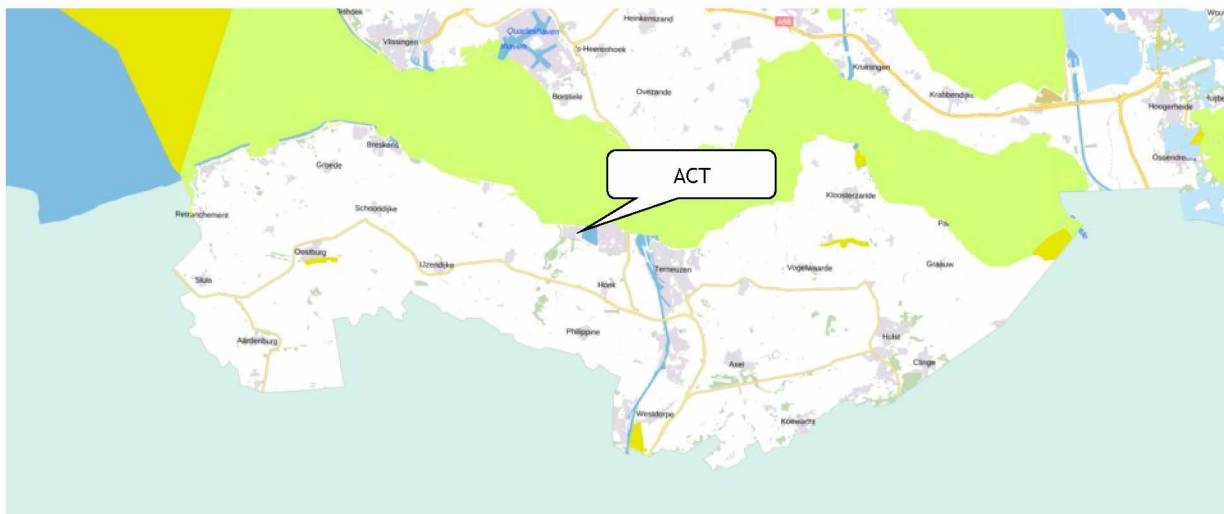 Heinkenszand
Vlissingen
Quarleshaven
's-Heerenhoek
A58
Kruiningen
Borssele
Ovezande
Krabbendijke
Hoogerheide
Breskens
Groede
Ossendrecht
ACT
Kloosterzande
Retranchement
Schoondijke
Oostburg
IJzendijke
Terneuzen
Vogelwaarde
Graauw
Sluis
Hoek
Philippine
Aardenburg
Hulst
Axel
Clinge
Westdorpe
Koewacht